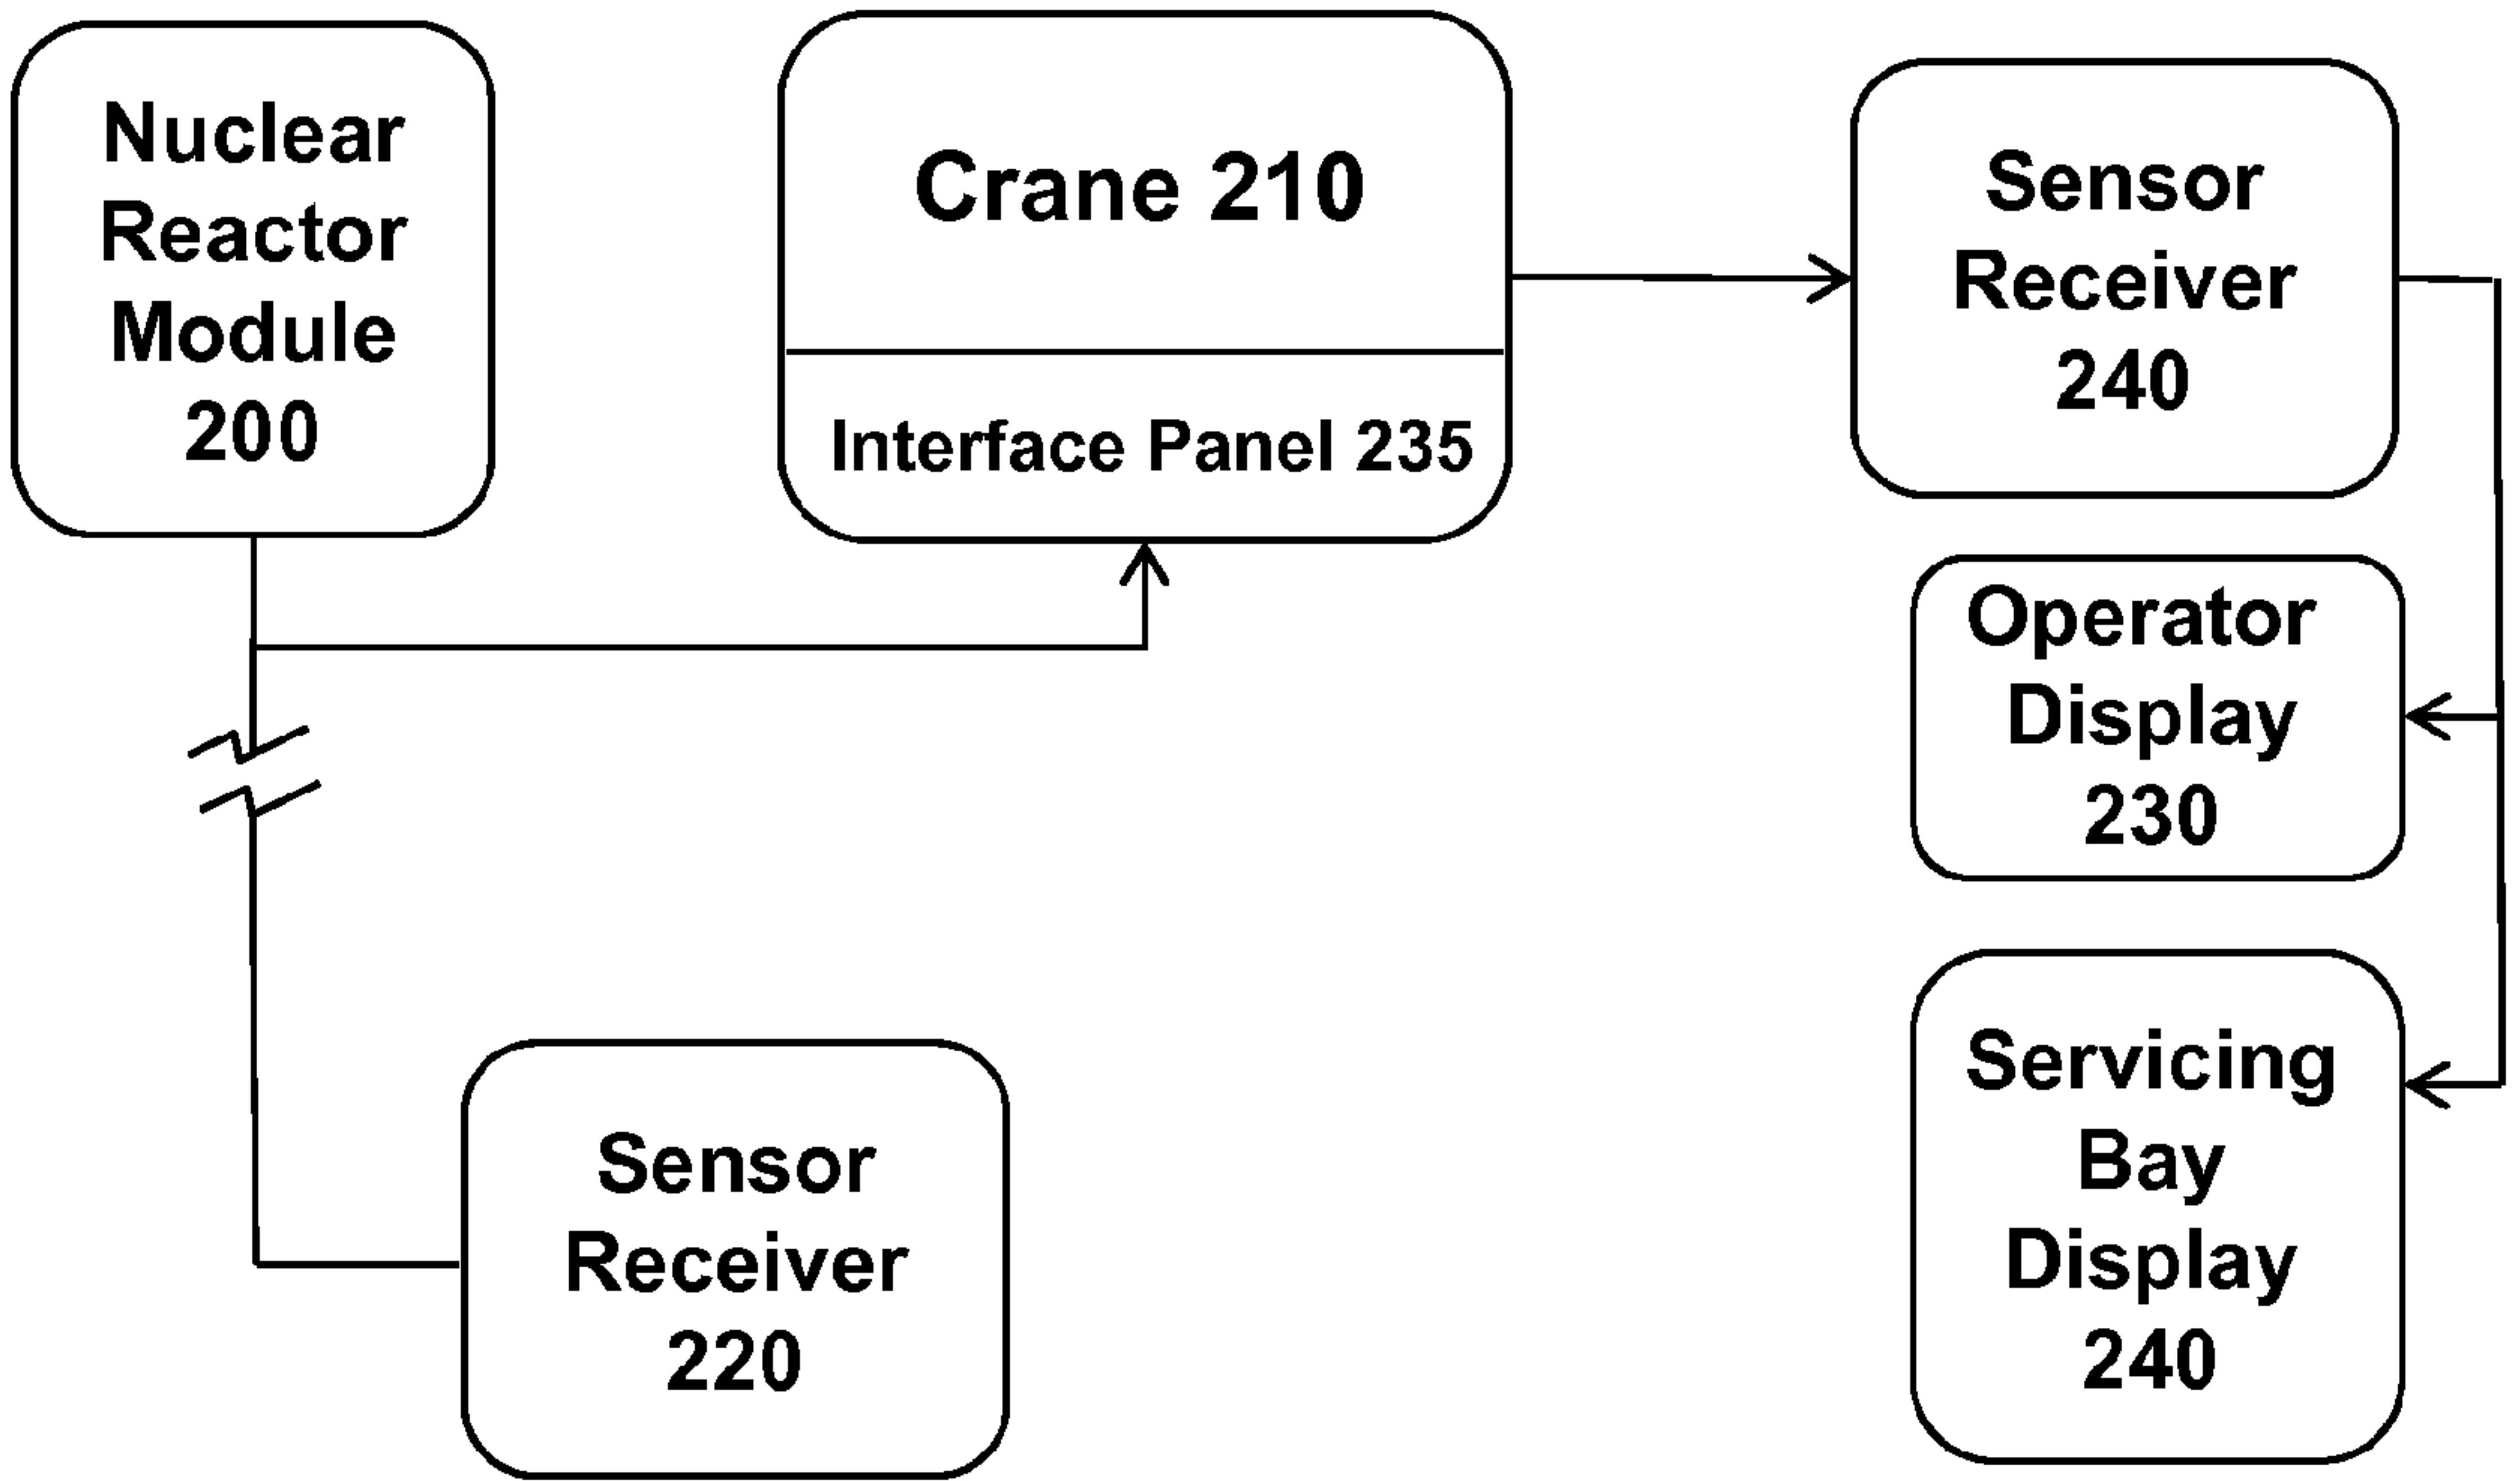 Nuclear
Reactor
Module
200
Crane 210
Interface Panel 235
Sensor
Receiver
240
Operator
Display
230
Servicing
Bay
Display
240
Sensor
Receiver
220